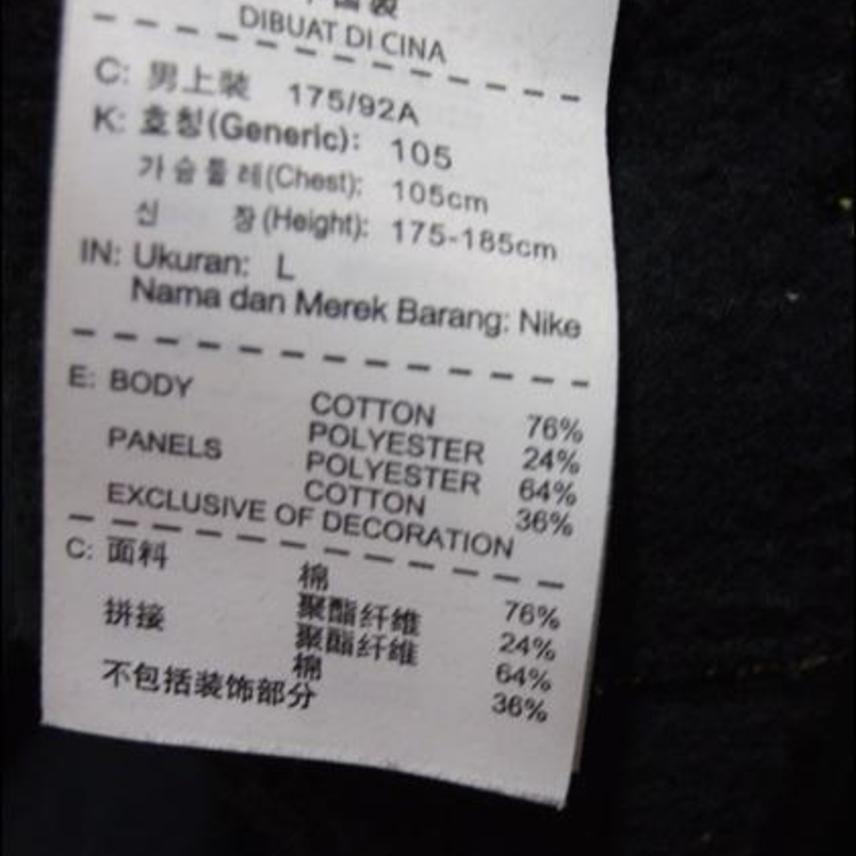 DIBUAT DI CINA
C: 男上裝 175/92A
K: 호칭(Generic): 105
가슴둘레(Chest): 105cm
신 장(Height): 175-185cm
IN: Ukuran: L
Nama dan Merek Barang: Nike
E: BODY COTTON 76%
POLYESTER 24%
PANELS POLYESTER 64%
COTTON 36%
EXCLUSIVE OF DECORATION
C: 面料 棉 76%
聚酯纤维 24%
拼接 聚酯纤维 64%
棉 36%
不包括装饰部分